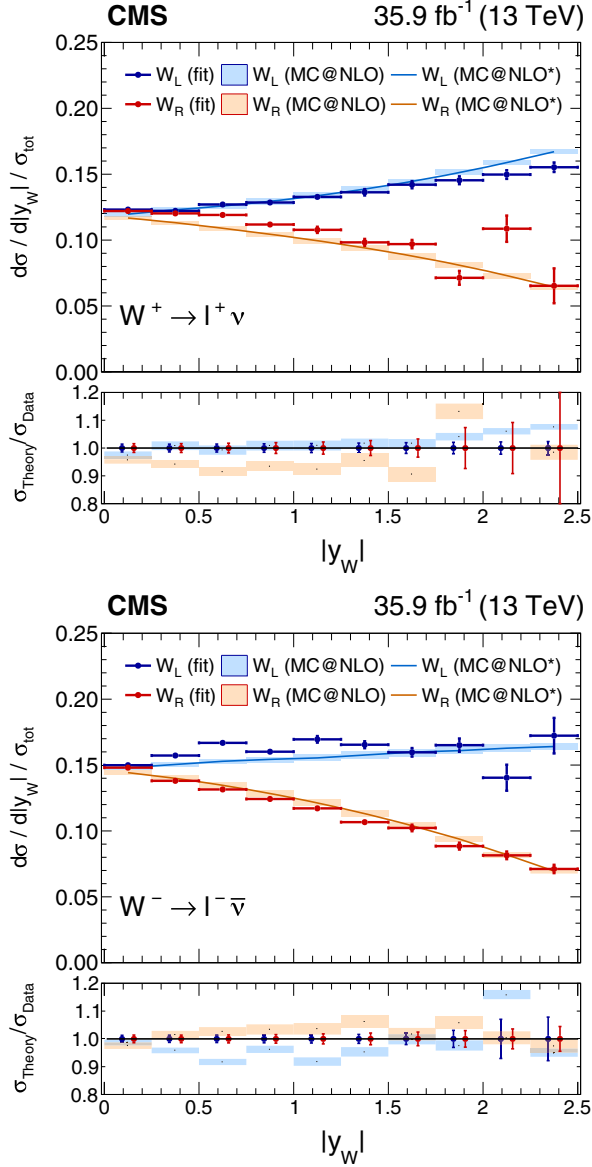 CMS 35.9 fb⁻¹ (13 TeV)
0.25
W_L (fit) W_L (MC@NLO) W_L (MC@NLO*)
W_R (fit) W_R (MC@NLO) W_R (MC@NLO*)
0.20
0.15
0.10
0.05
0.00
dσ / d|y_W| / σ_tot
W⁺ → l⁺ ν
1.2
1.1
1.0
0.9
0.8
σ_Theory/σ_Data
0 0.5 1 1.5 2 2.5
|y_W|
CMS 35.9 fb⁻¹ (13 TeV)
0.25
W_L (fit) W_L (MC@NLO) W_L (MC@NLO*)
W_R (fit) W_R (MC@NLO) W_R (MC@NLO*)
0.20
0.15
0.10
0.05
0.00
dσ / d|y_W| / σ_tot
W⁻ → l⁻ ν̅
1.2
1.1
1.0
0.9
0.8
σ_Theory/σ_Data
0 0.5 1 1.5 2 2.5
|y_W|